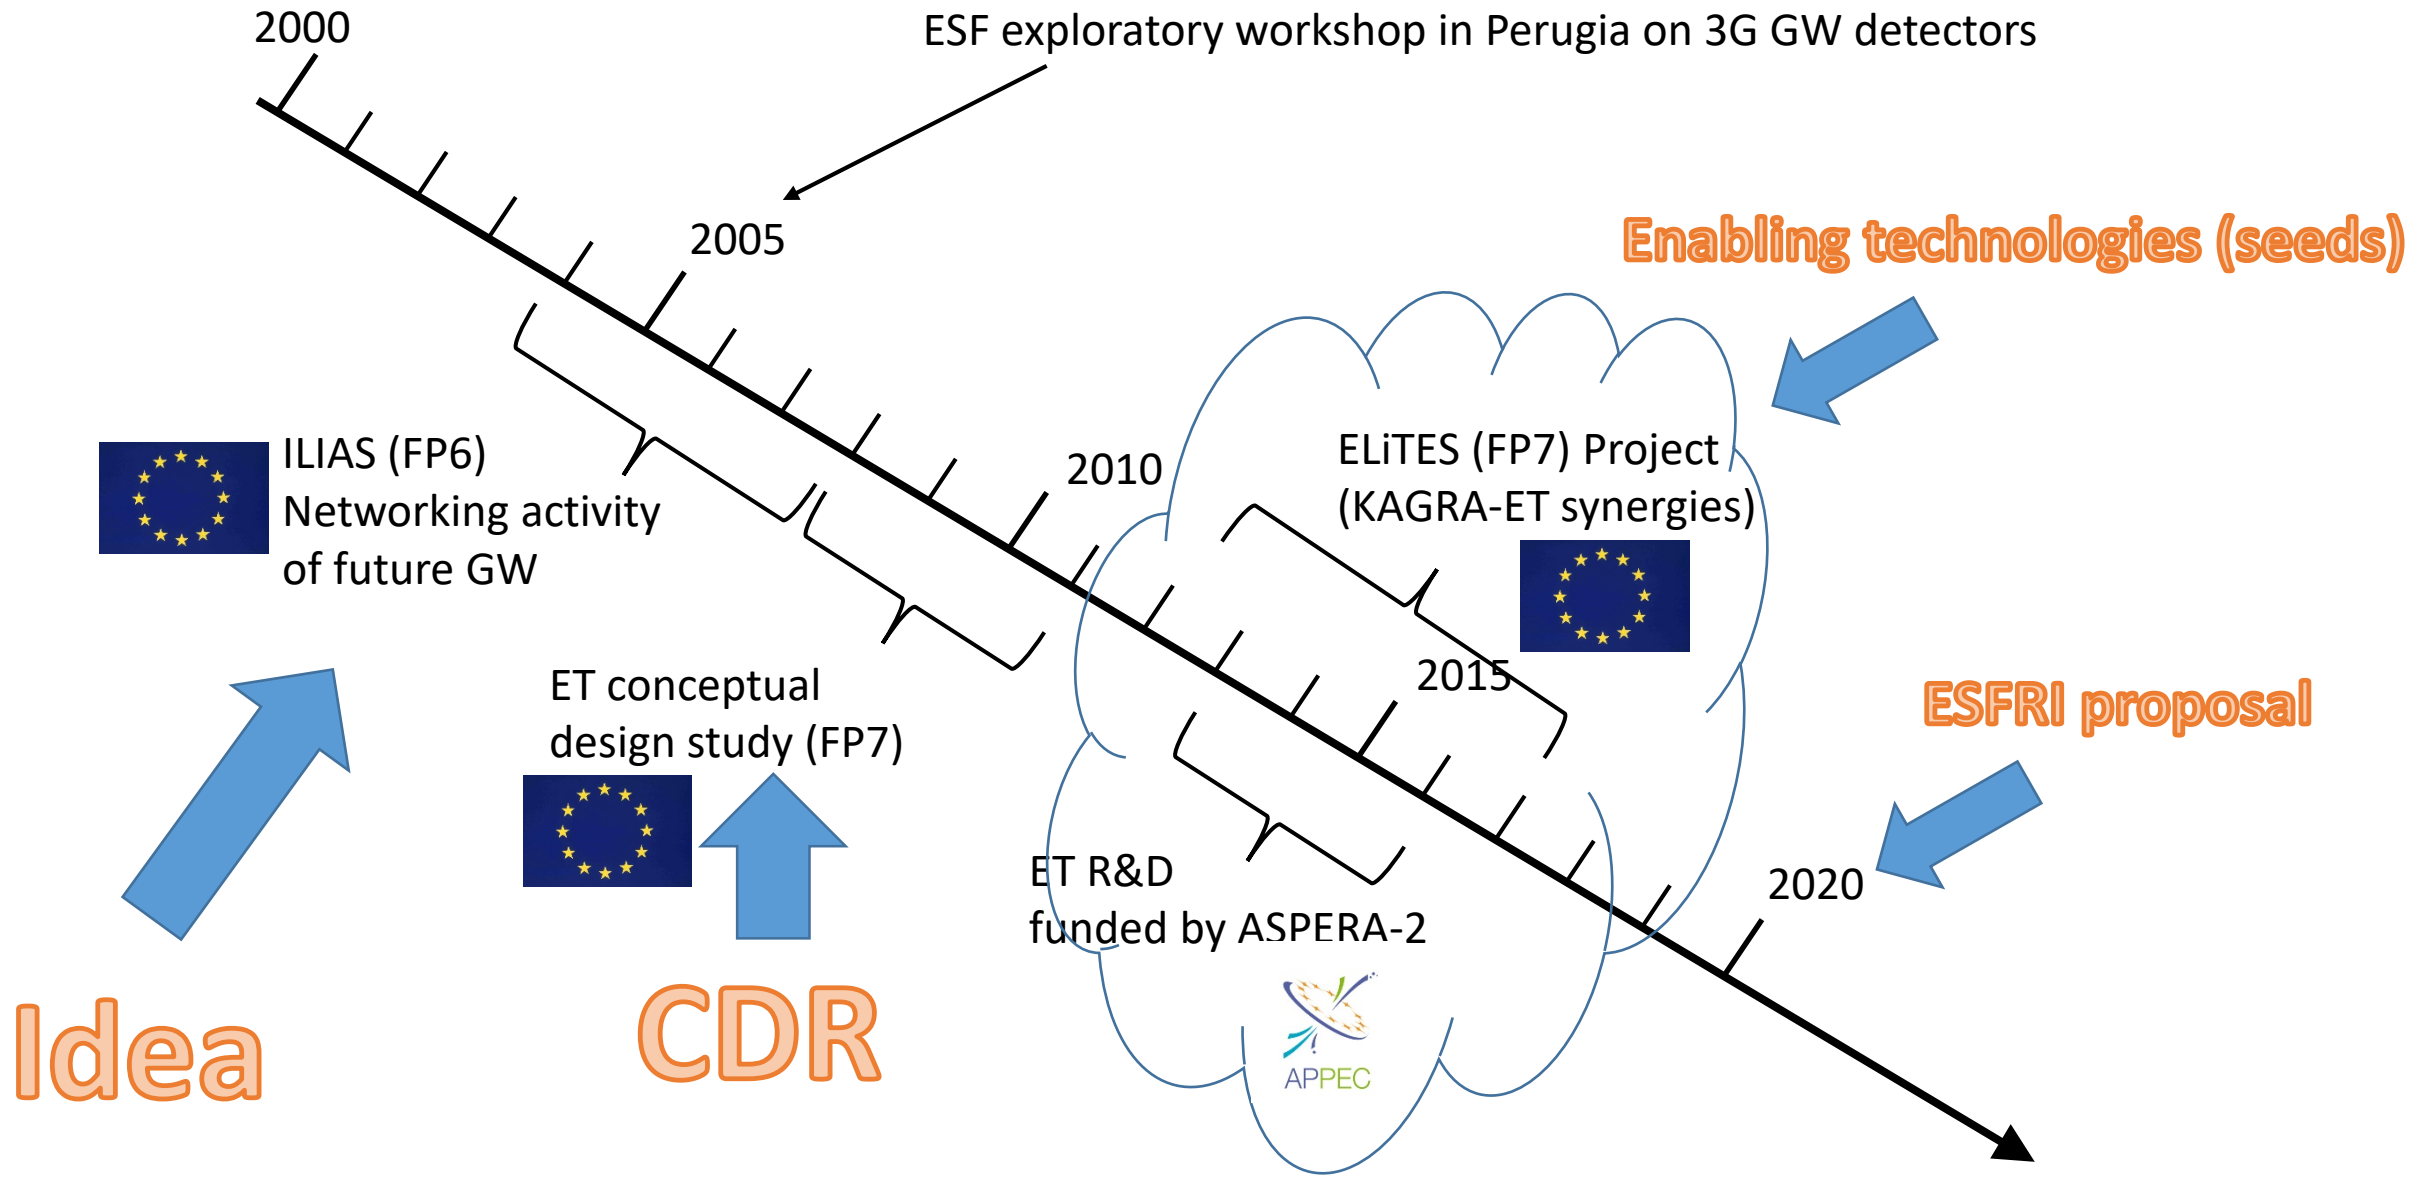 2000
ESF exploratory workshop in Perugia on 3G GW detectors
2005
Enabling technologies (seeds)
ILIAS (FP6)
Networking activity
of future GW
2010
ELiTES (FP7) Project
(KAGRA-ET synergies)
ET conceptual
design study (FP7)
2015
ESFRI proposal
ET R&D
funded by ASPERA-2
2020
Idea
CDR
APPEC